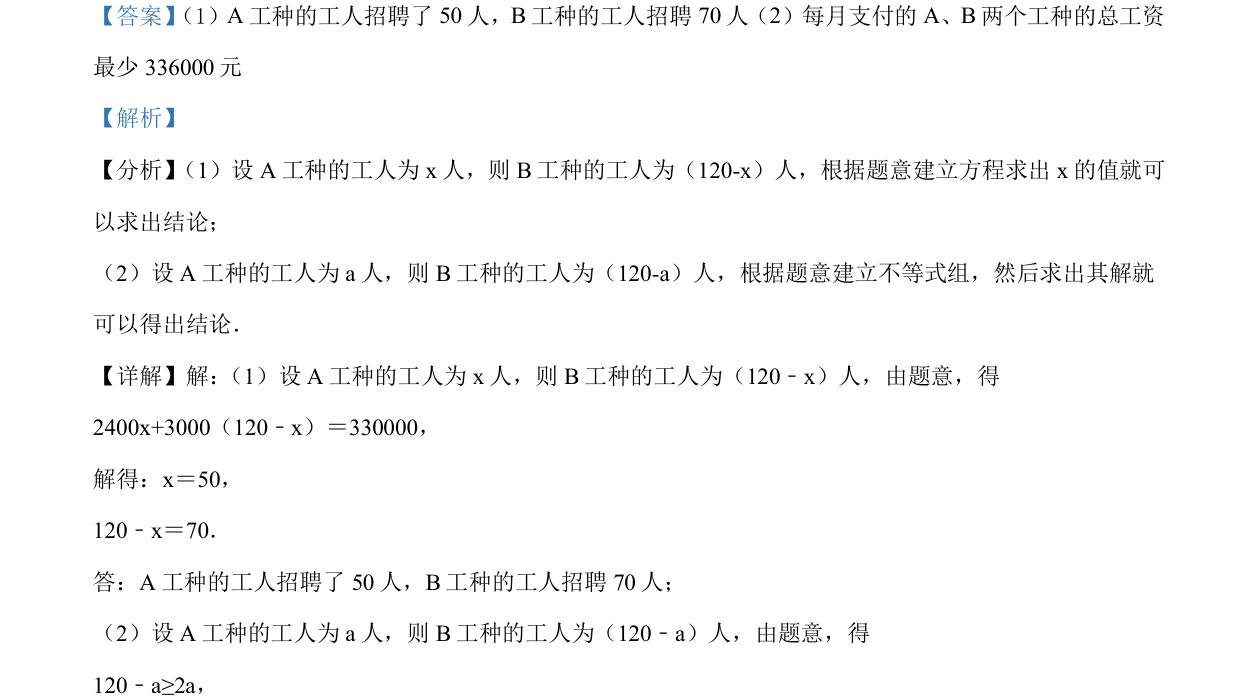 【答案】（1）A 工种的工人招聘了 50 人，B 工种的工人招聘 70 人（2）每月支付的 A、B 两个工种的总工资
最少 336000 元
【解析】
【分析】（1）设 A 工种的工人为 x 人，则 B 工种的工人为（120-x）人，根据题意建立方程求出 x 的值就可
以求出结论；
（2）设 A 工种的工人为 a 人，则 B 工种的工人为（120-a）人，根据题意建立不等式组，然后求出其解就
可以得出结论．
【详解】解：（1）设 A 工种的工人为 x 人，则 B 工种的工人为（120﹣x）人，由题意，得
2400x+3000（120﹣x）＝330000，
解得：x＝50，
120﹣x＝70．
答：A 工种的工人招聘了 50 人，B 工种的工人招聘 70 人；
（2）设 A 工种的工人为 a 人，则 B 工种的工人为（120﹣a）人，由题意，得
120﹣a≥2a，